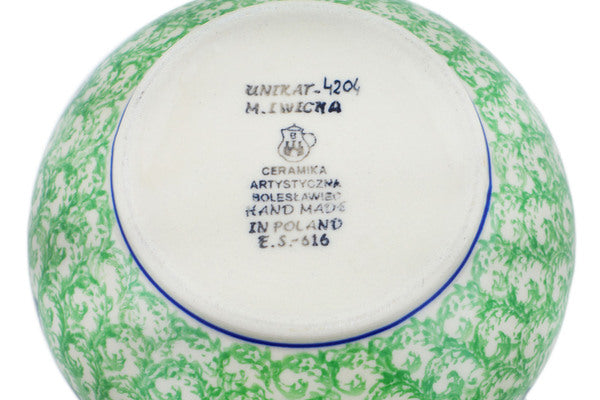 UNIKAT-4204
M.IWICKA
CERAMIKA
ARTYSTYCZNA
BOLESŁAWIEC
HAND MADE
IN POLAND
E.S.-616